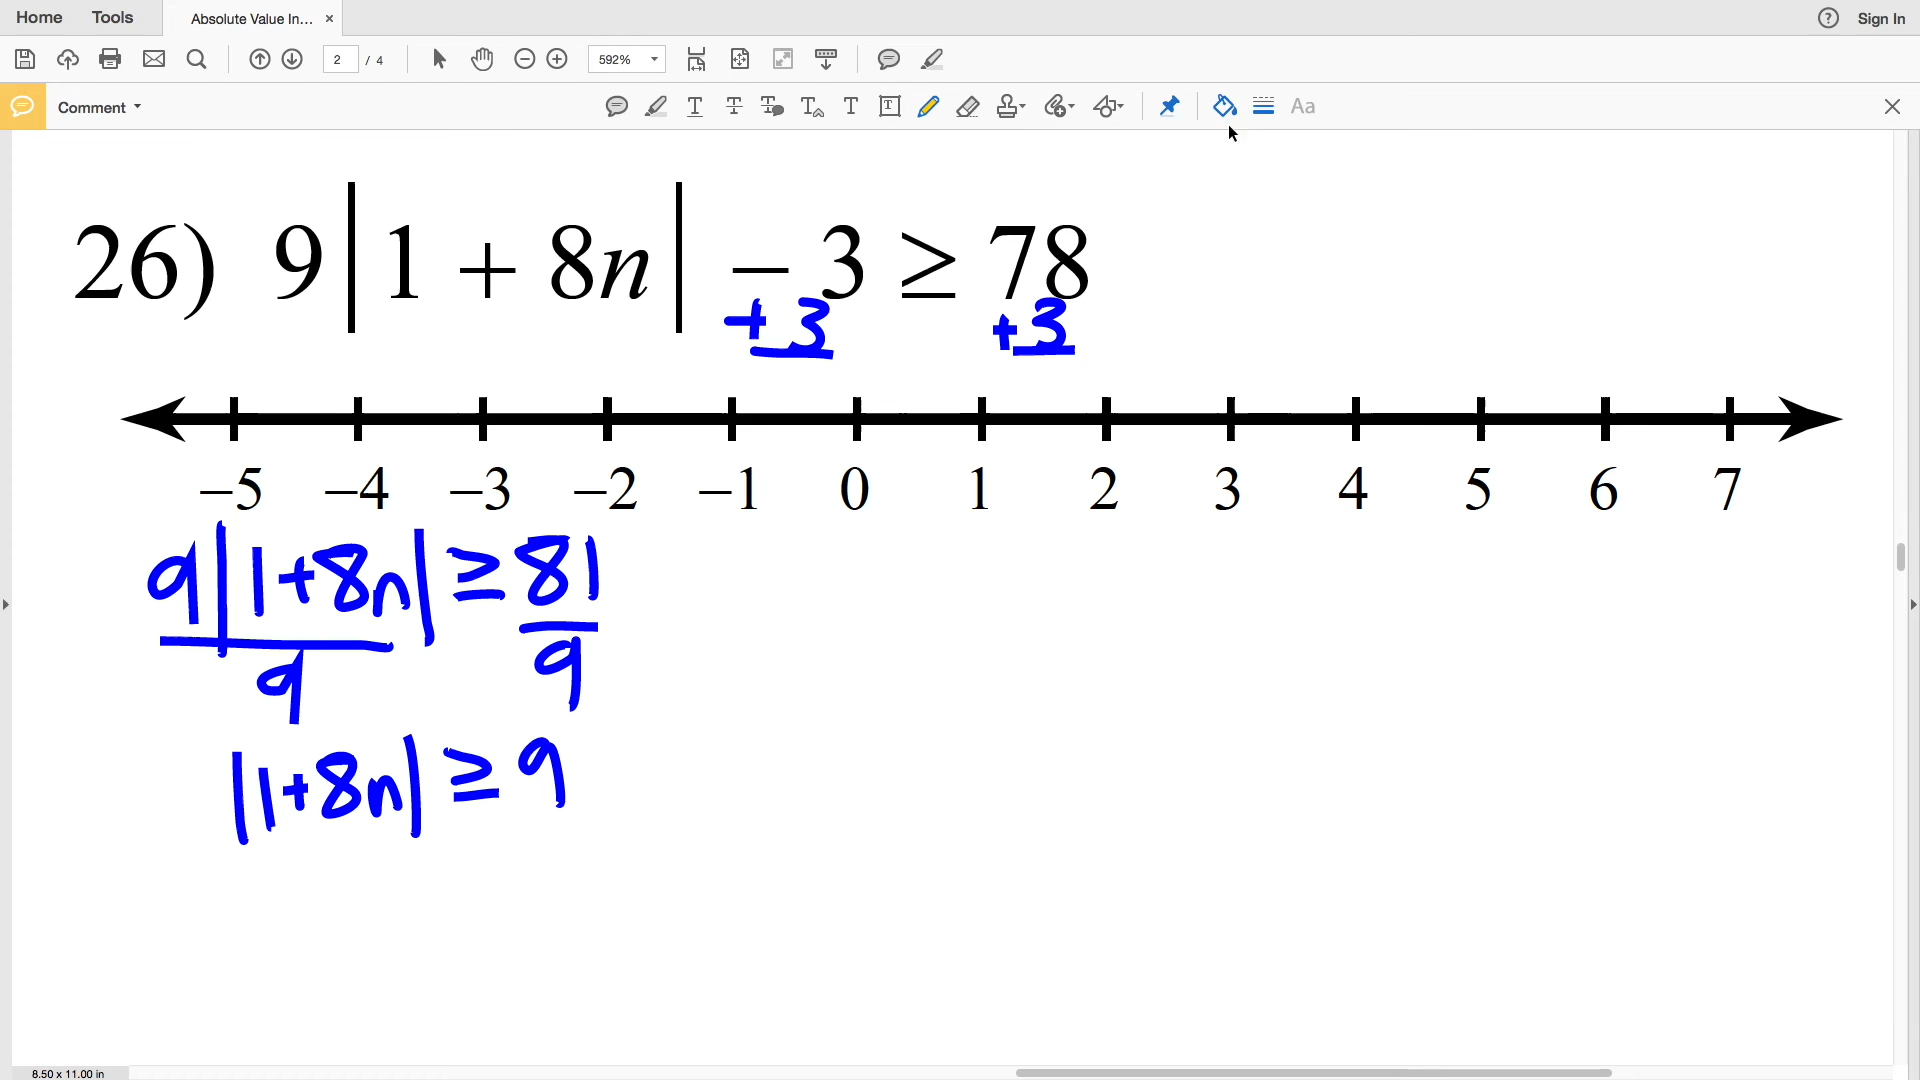 Home Tools Absolute Value In... × ? Sign In
2 / 4 592%
Comment T T T T T T Aa
26) 9|1 + 8n| − 3 ≥ 78
+3 +3
−5 −4 −3 −2 −1 0 1 2 3 4 5 6 7
9|1+8n| ≥ 81
9 9
|1+8n| ≥ 9
8.50 x 11.00 in